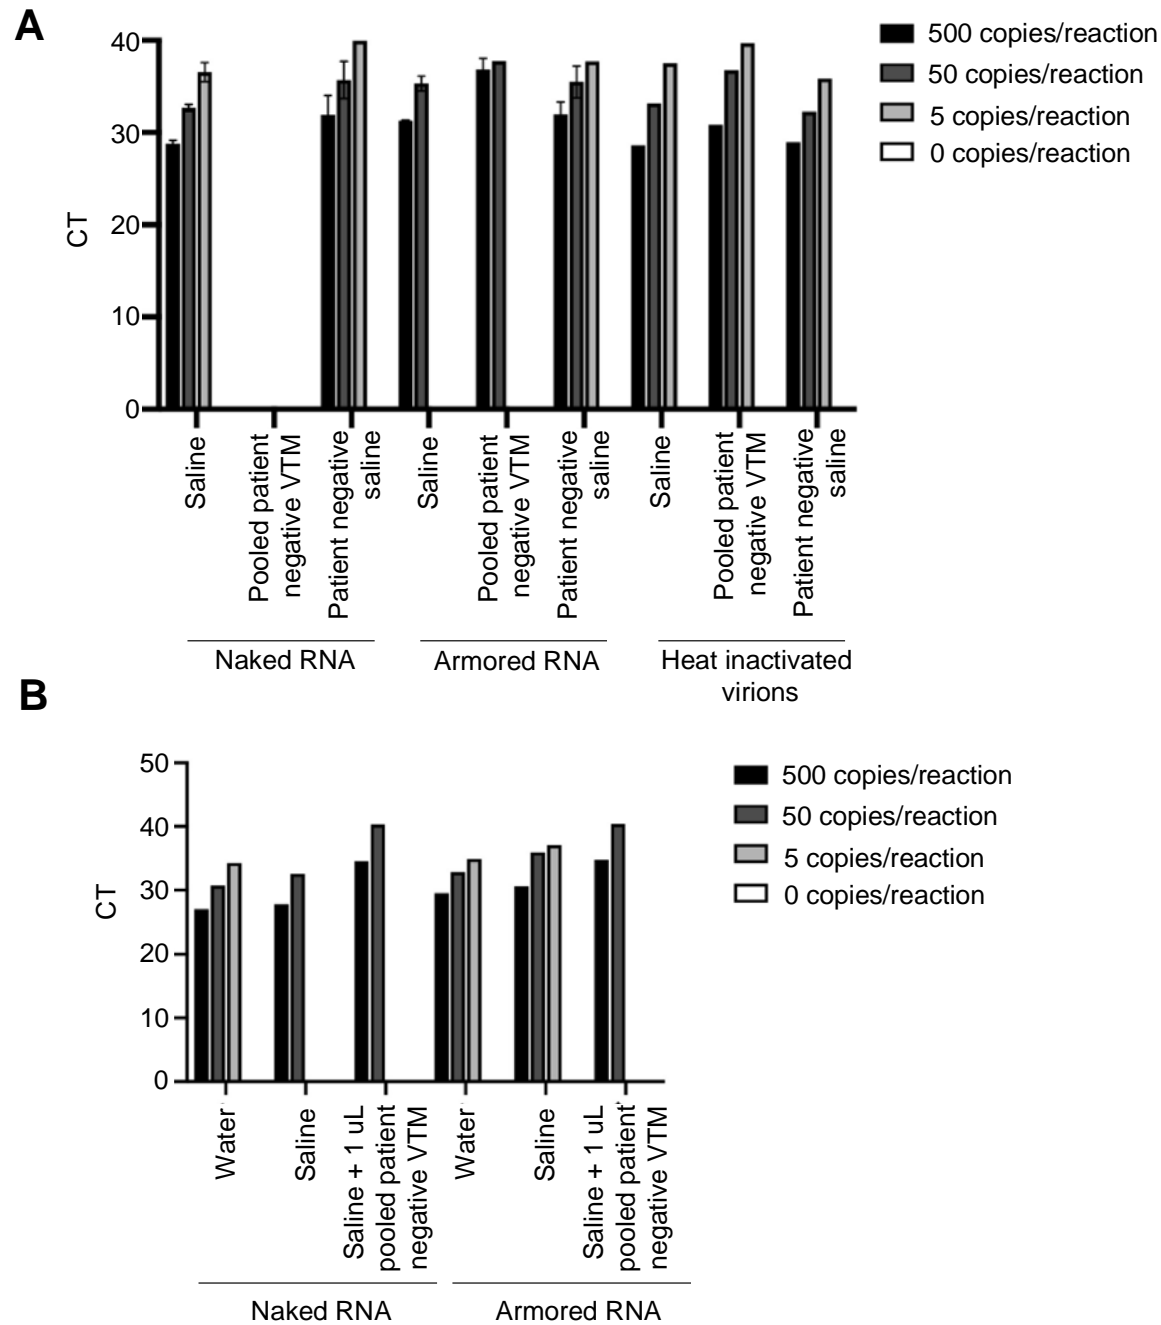 A
40
30
20
10
0
CT
500 copies/reaction
50 copies/reaction
5 copies/reaction
0 copies/reaction
Saline
Pooled patient
negative VTM
Patient negative
saline
Saline
Pooled patient
negative VTM
Patient negative
saline
Saline
Pooled patient
negative VTM
Patient negative
saline
Naked RNA
Armored RNA
Heat inactivated
virions
B
50
40
30
20
10
0
CT
500 copies/reaction
50 copies/reaction
5 copies/reaction
0 copies/reaction
Water
Saline
Saline + 1 uL
pooled patient
negative VTM
Water
Saline
Saline + 1 uL
pooled patient
negative VTM
Naked RNA
Armored RNA